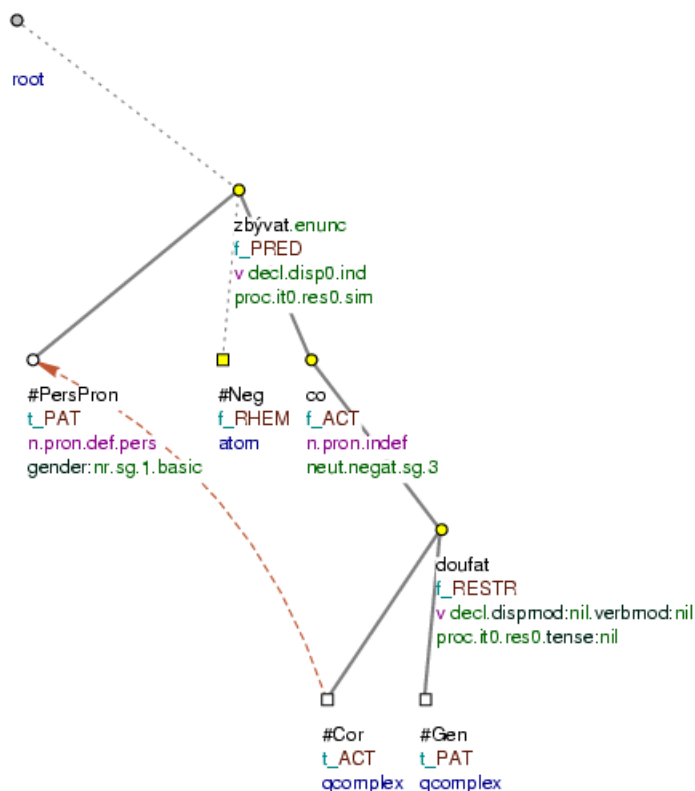 root
zbývat.enunc
f_PRED
v decl.disp0.ind
proc.it0.res0.sim
#PersPron
t_PAT
n.pron.def.pers
gender:nr.sg.1.basic
#Neg
f_RHEM
atom
co
f_ACT
n.pron.indef
neut.negat.sg.3
doufat
f_RESTR
v decl.dispmod:nil.verbmod:nil
proc.it0.res0.tense:nil
#Cor
t_ACT
qcomplex
#Gen
t_PAT
qcomplex